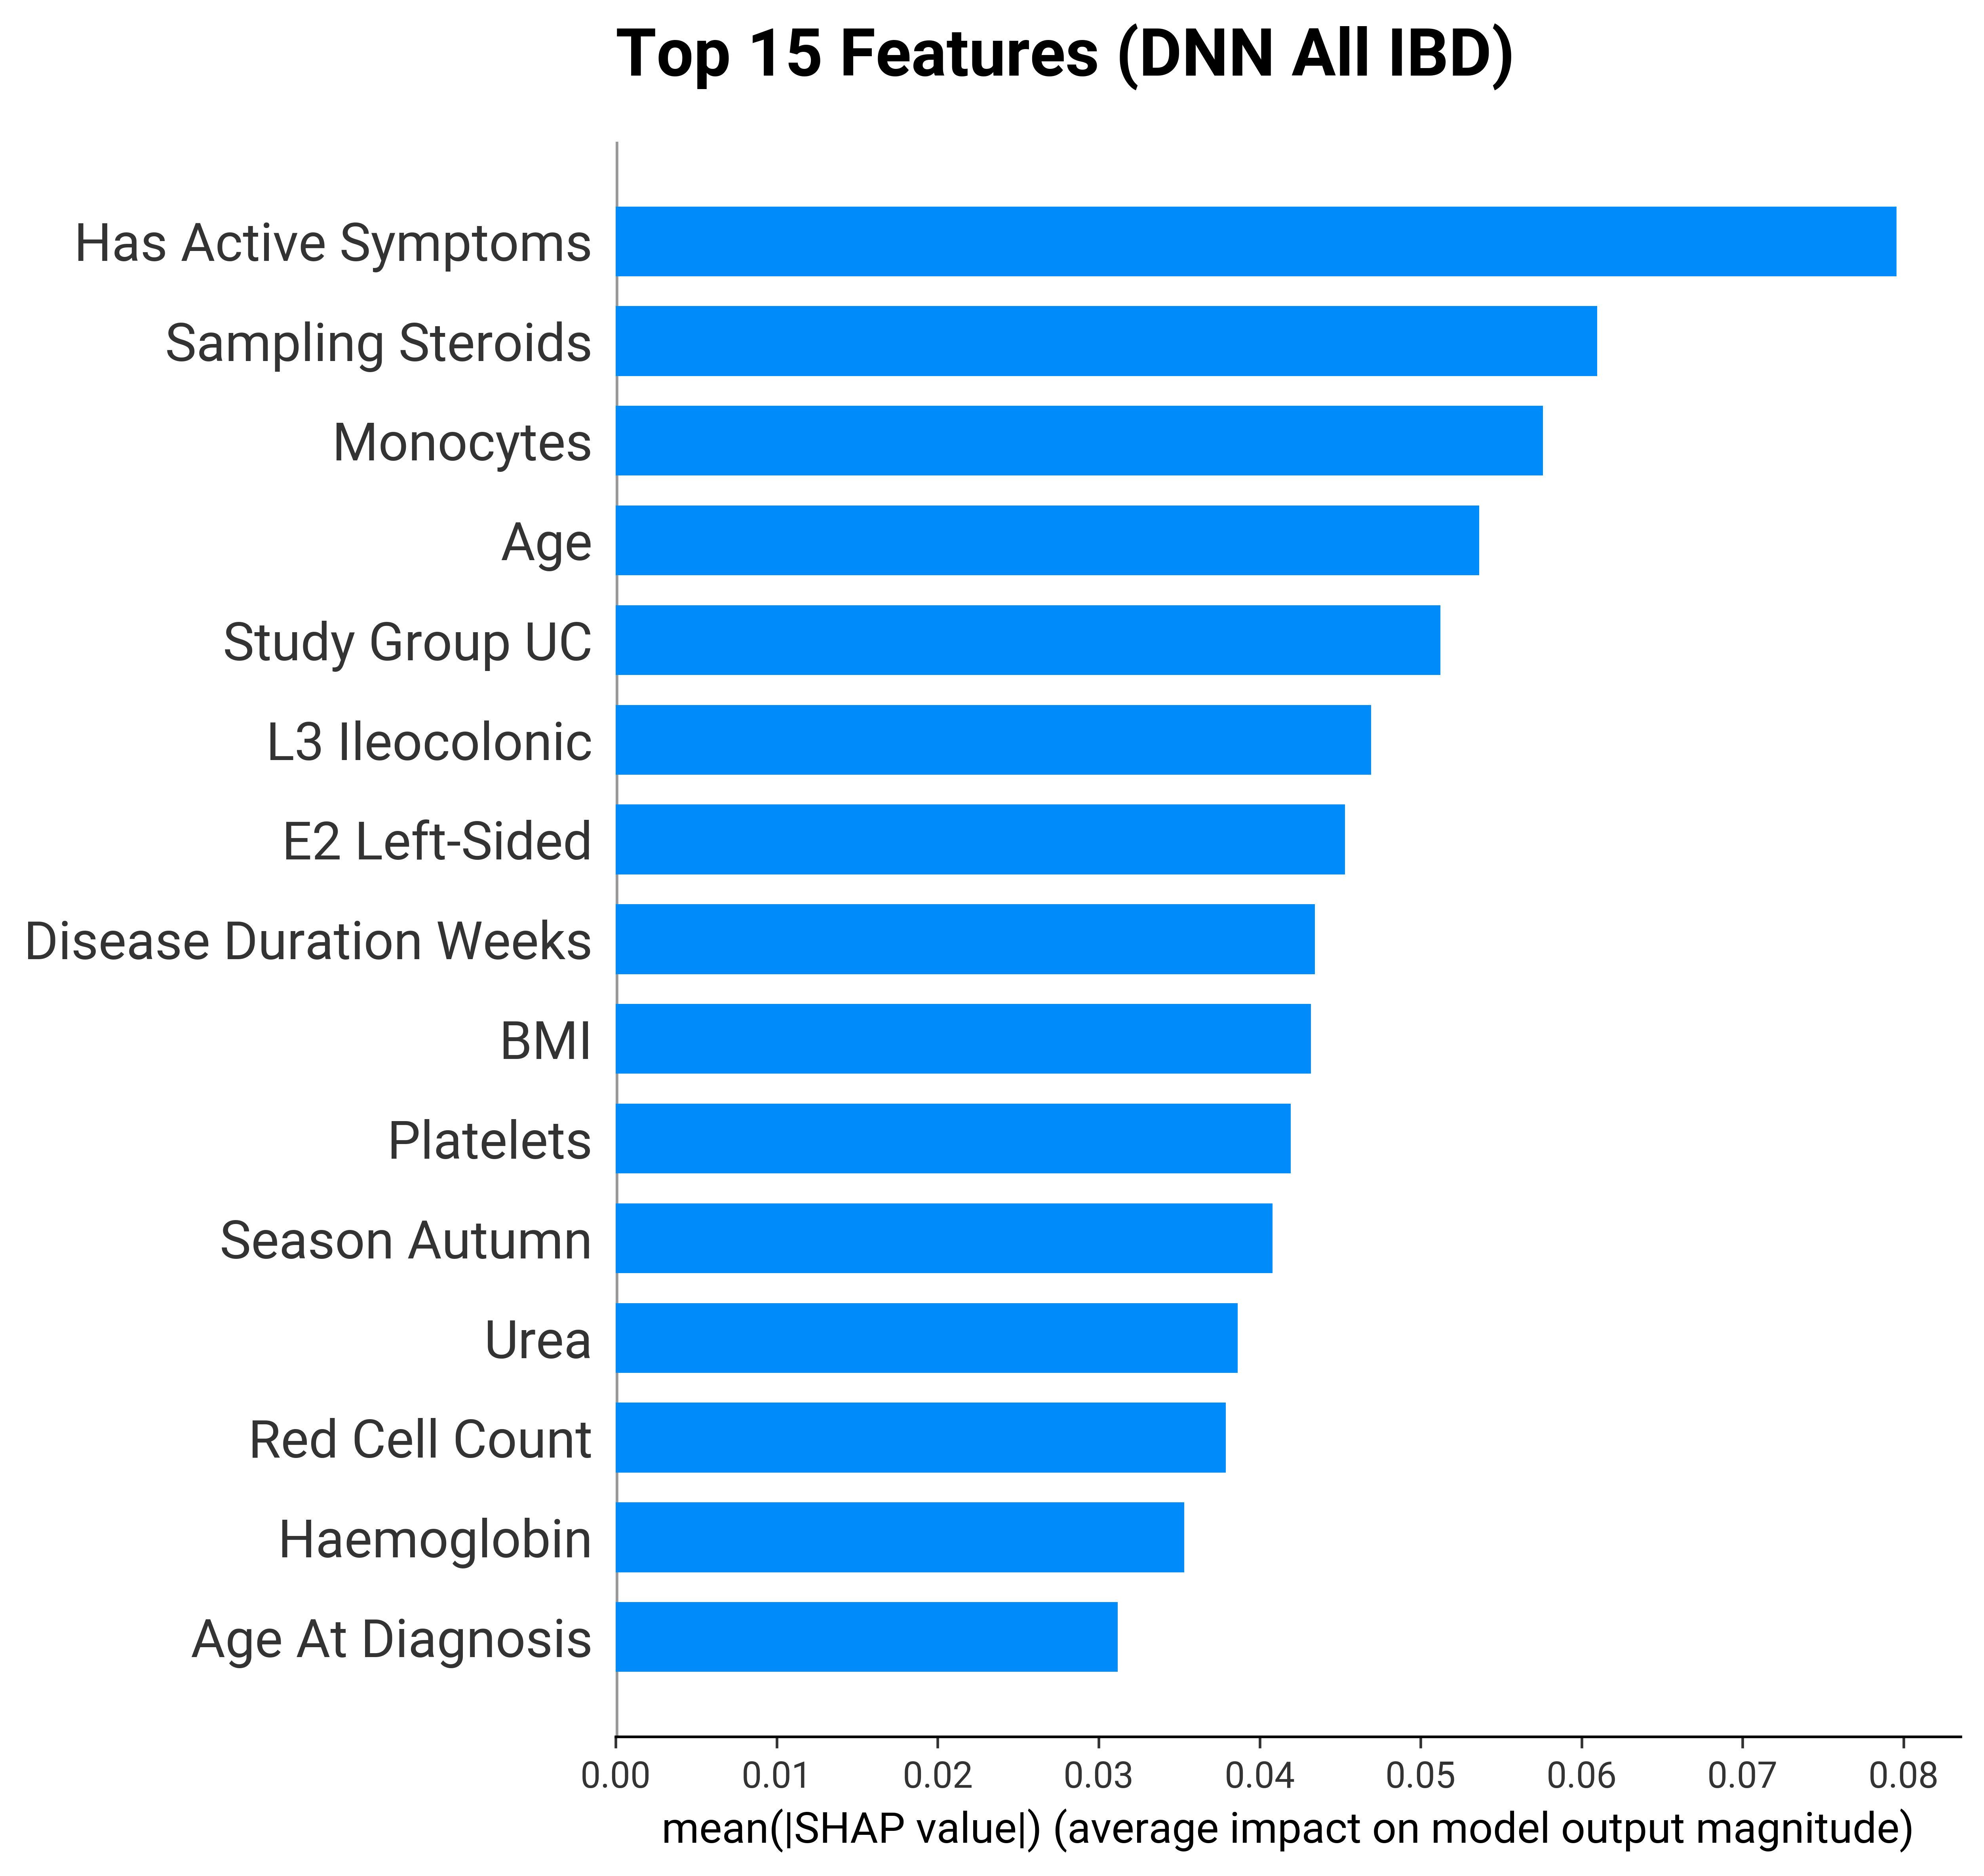 Top 15 Features (DNN All IBD)
Has Active Symptoms
Sampling Steroids
Monocytes
Age
Study Group UC
L3 Ileocolonic
E2 Left-Sided
Disease Duration Weeks
BMI
Platelets
Season Autumn
Urea
Red Cell Count
Haemoglobin
Age At Diagnosis
0.00 0.01 0.02 0.03 0.04 0.05 0.06 0.07 0.08
mean(|SHAP value|) (average impact on model output magnitude)